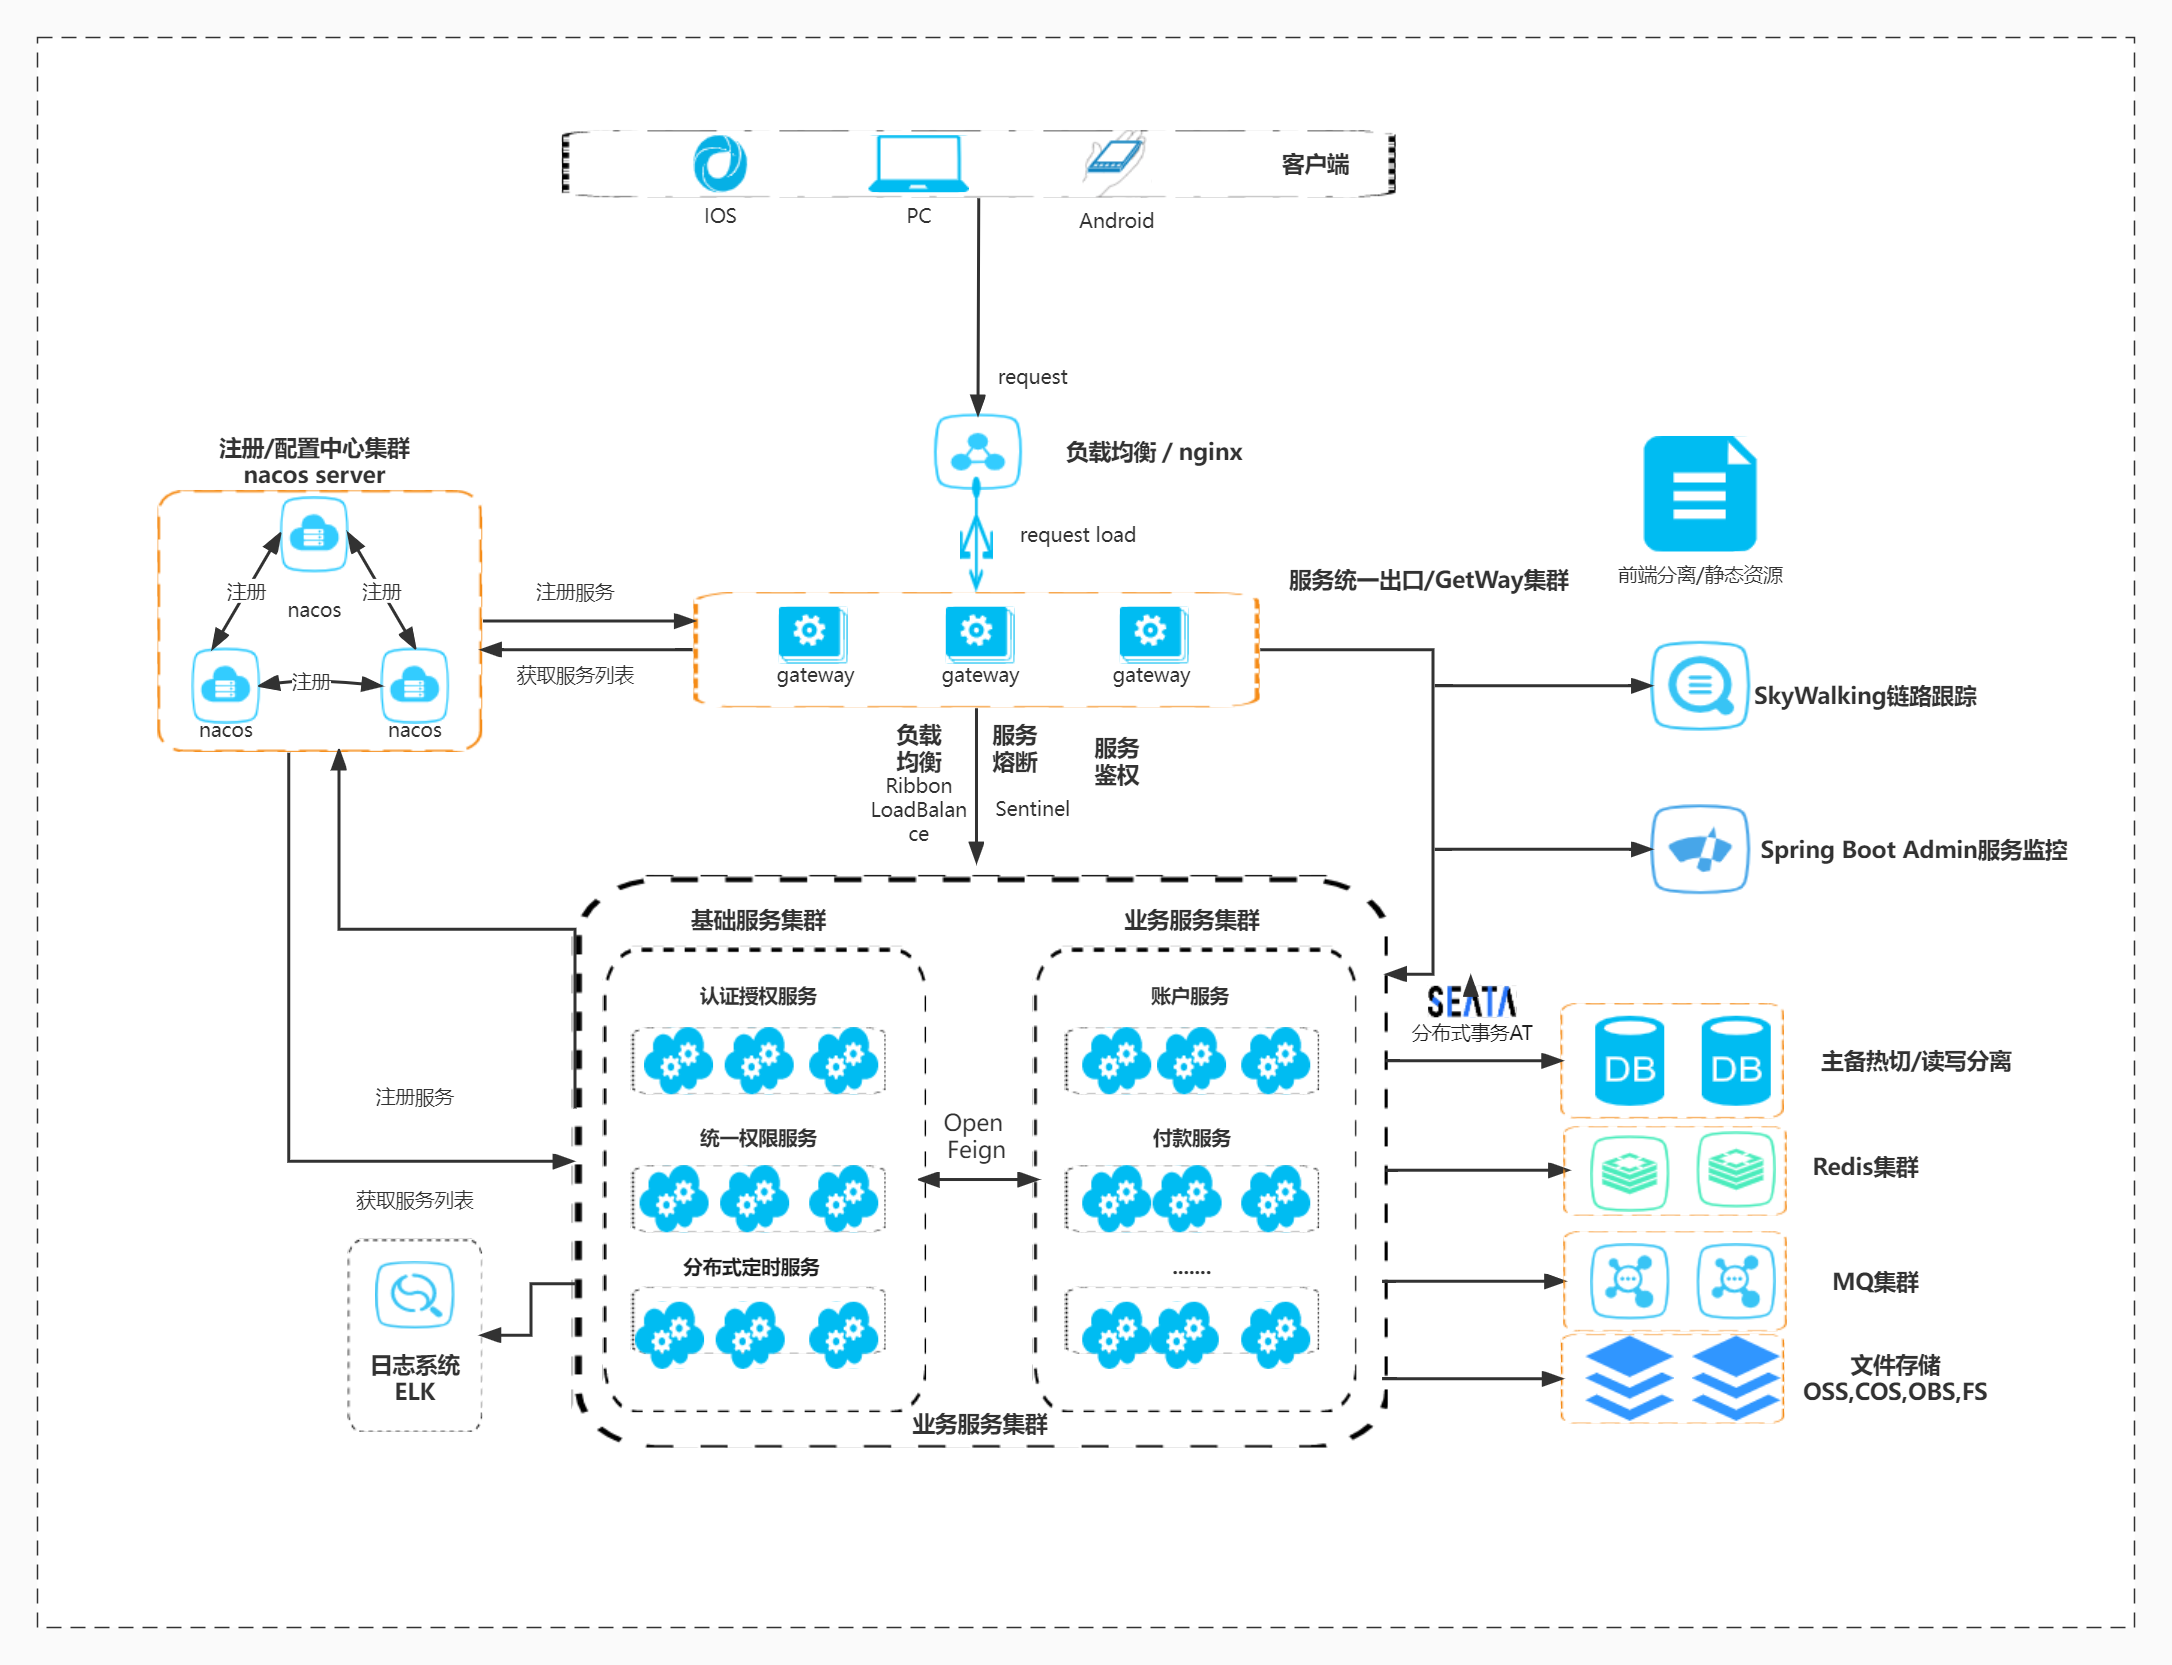 客户端
IOS
PC
Android
request
负载均衡 / nginx
request load
注册/配置中心集群
nacos server
注册
注册
nacos
注册
nacos
nacos
注册服务
获取服务列表
服务统一出口/GetWay集群
gateway
gateway
gateway
前端分离/静态资源
SkyWalking链路跟踪
Spring Boot Admin服务监控
负载
均衡
Ribbon
LoadBalan
ce
服务
熔断
Sentinel
服务
鉴权
基础服务集群
认证授权服务
统一权限服务
分布式定时服务
Open
Feign
业务服务集群
账户服务
付款服务
.......
业务服务集群
注册服务
获取服务列表
日志系统
ELK
SEATA
分布式事务AT
DB
DB
主备热切/读写分离
Redis集群
MQ集群
文件存储
OSS,COS,OBS,FS